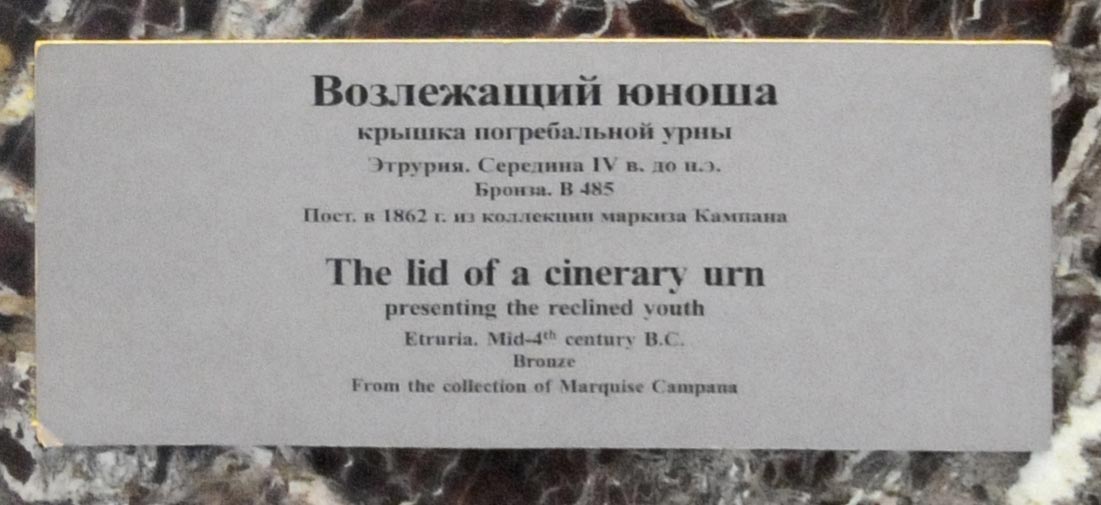 Возлежащий юноша
крышка погребальной урны
Этрурия. Середина IV в. до н.э.
Бронза. В 485
Пост. в 1862 г. из коллекции маркиза Кампана
The lid of a cinerary urn
presenting the reclined youth
Etruria. Mid-4th century B.C.
Bronze
From the collection of Marquise Campana